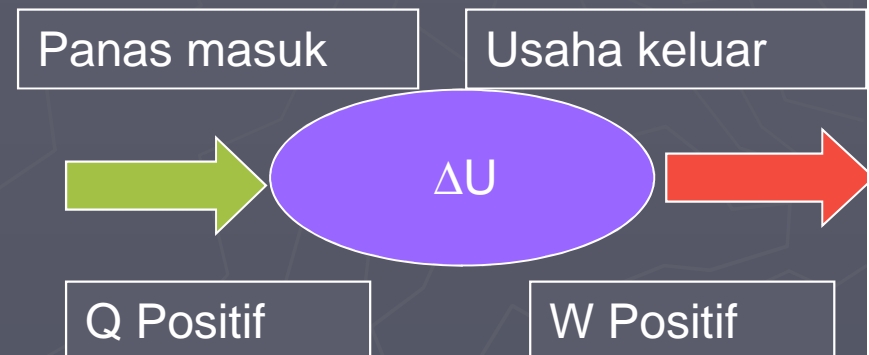 Panas masuk
Usaha keluar
ΔU
Q Positif
W Positif